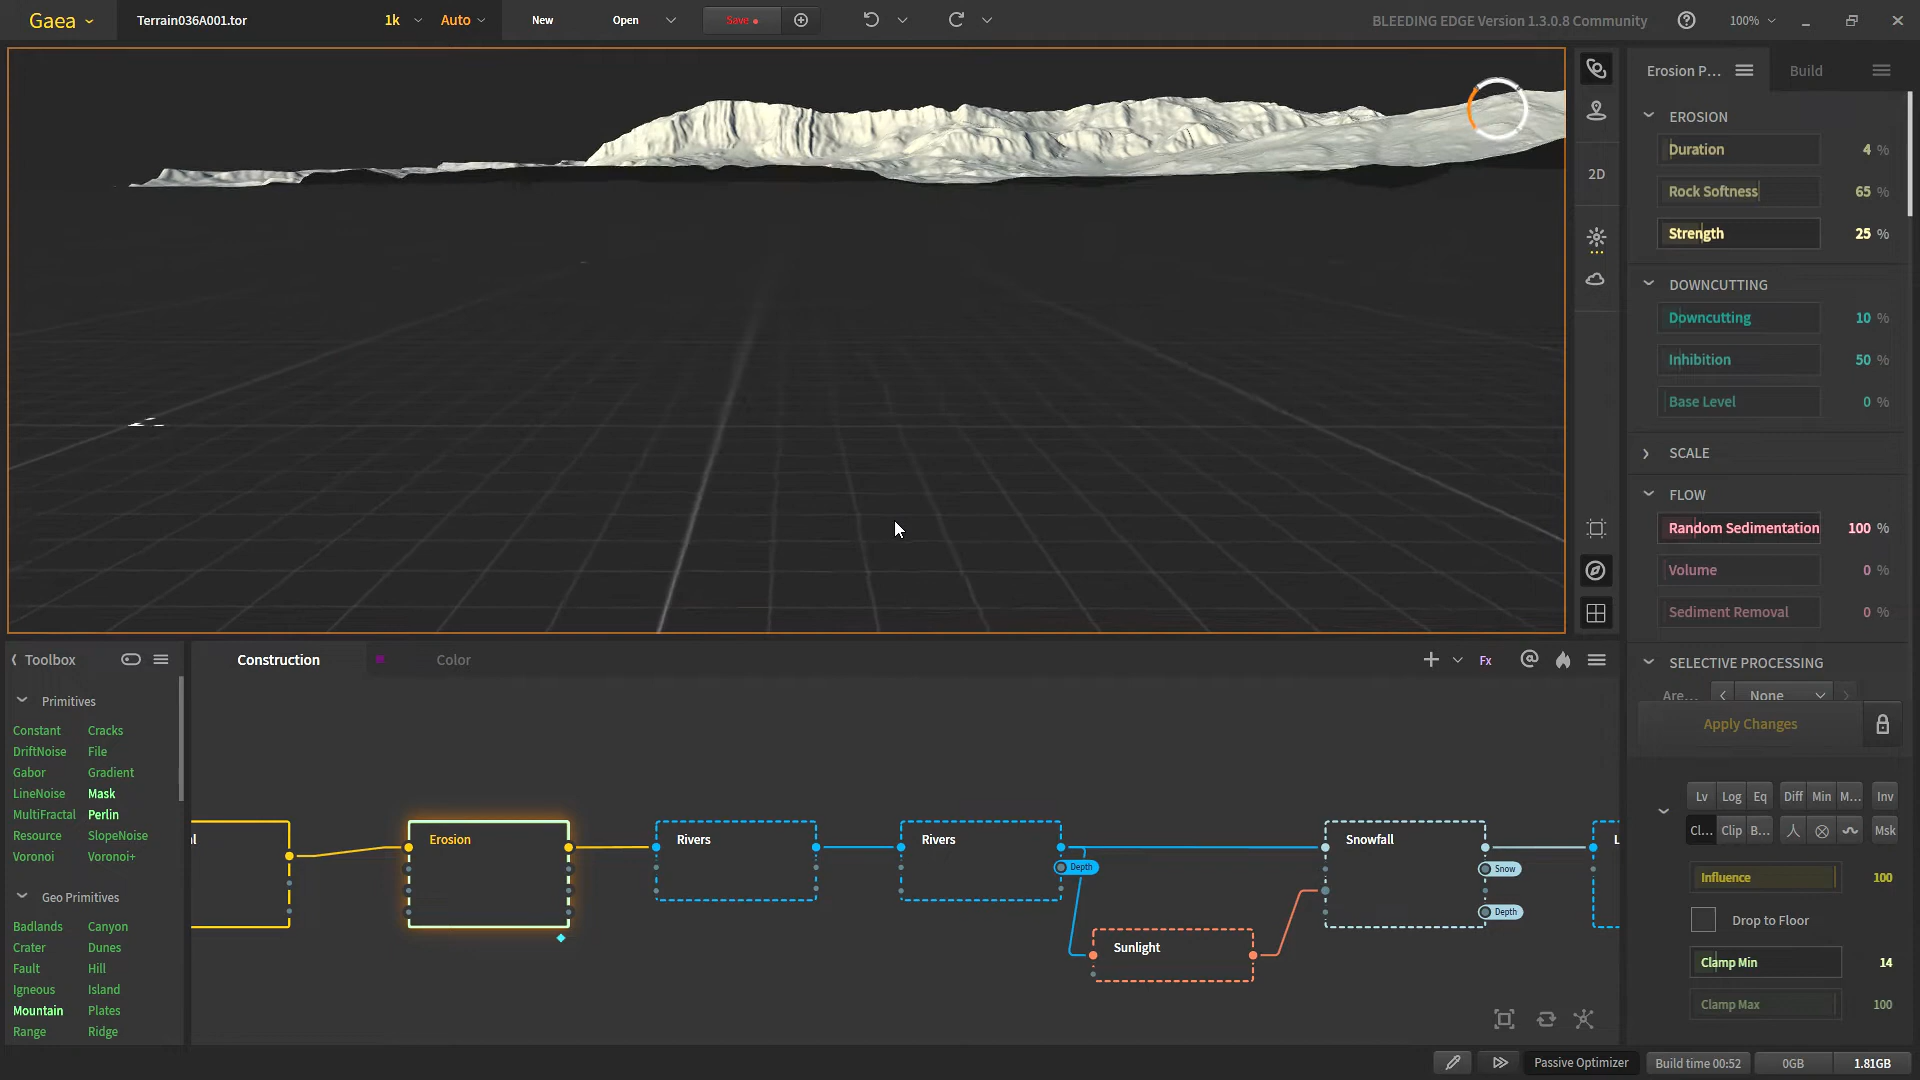 Gaea
Terrain036A001.tor
1k
Auto
New
Open
Save
BLEEDING EDGE Version 1.3.0.8 Community
100%
Erosion P...
Build
EROSION
Duration 4 %
Rock Softness 65 %
Strength 25 %
DOWNCUTTING
Downcutting 10 %
Inhibition 50 %
Base Level 0 %
SCALE
FLOW
Random Sedimentation 100 %
Volume 0 %
Sediment Removal 0 %
SELECTIVE PROCESSING
Are... None
Apply Changes
Lv Log Eq Diff Min M... Inv
Cl... Clip B... Msk
Influence 100
Drop to Floor
Clamp Min 14
Clamp Max 100
2D
Toolbox
Construction
Color
Fx
Primitives
Constant Cracks
DriftNoise File
Gabor Gradient
LineNoise Mask
MultiFractal Perlin
Resource SlopeNoise
Voronoi Voronoi+
Geo Primitives
Badlands Canyon
Crater Dunes
Fault Hill
Igneous Island
Mountain Plates
Range Ridge
l
Erosion
Rivers
Rivers
Depth
Sunlight
Snowfall
Snow
Depth
L
Passive Optimizer
Build time 00:52
0GB
1.81GB